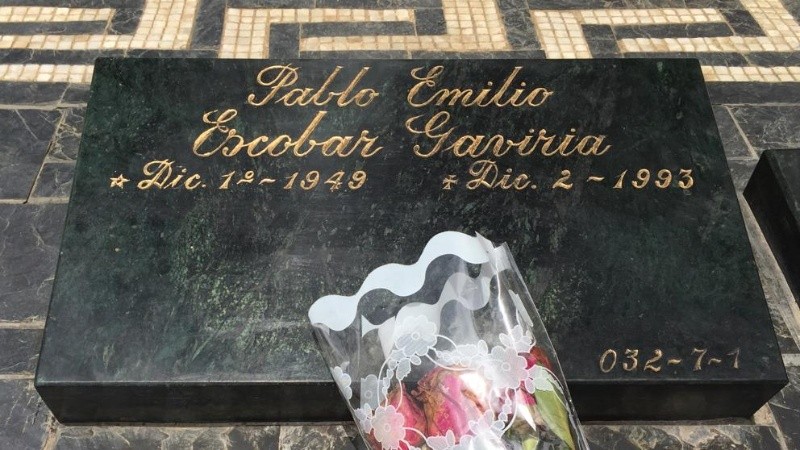 Pablo Emilio
Escobar Gaviria
☆ Dic. 1º ~ 1949 ✝ Dic. 2 ~ 1993
032~7~1